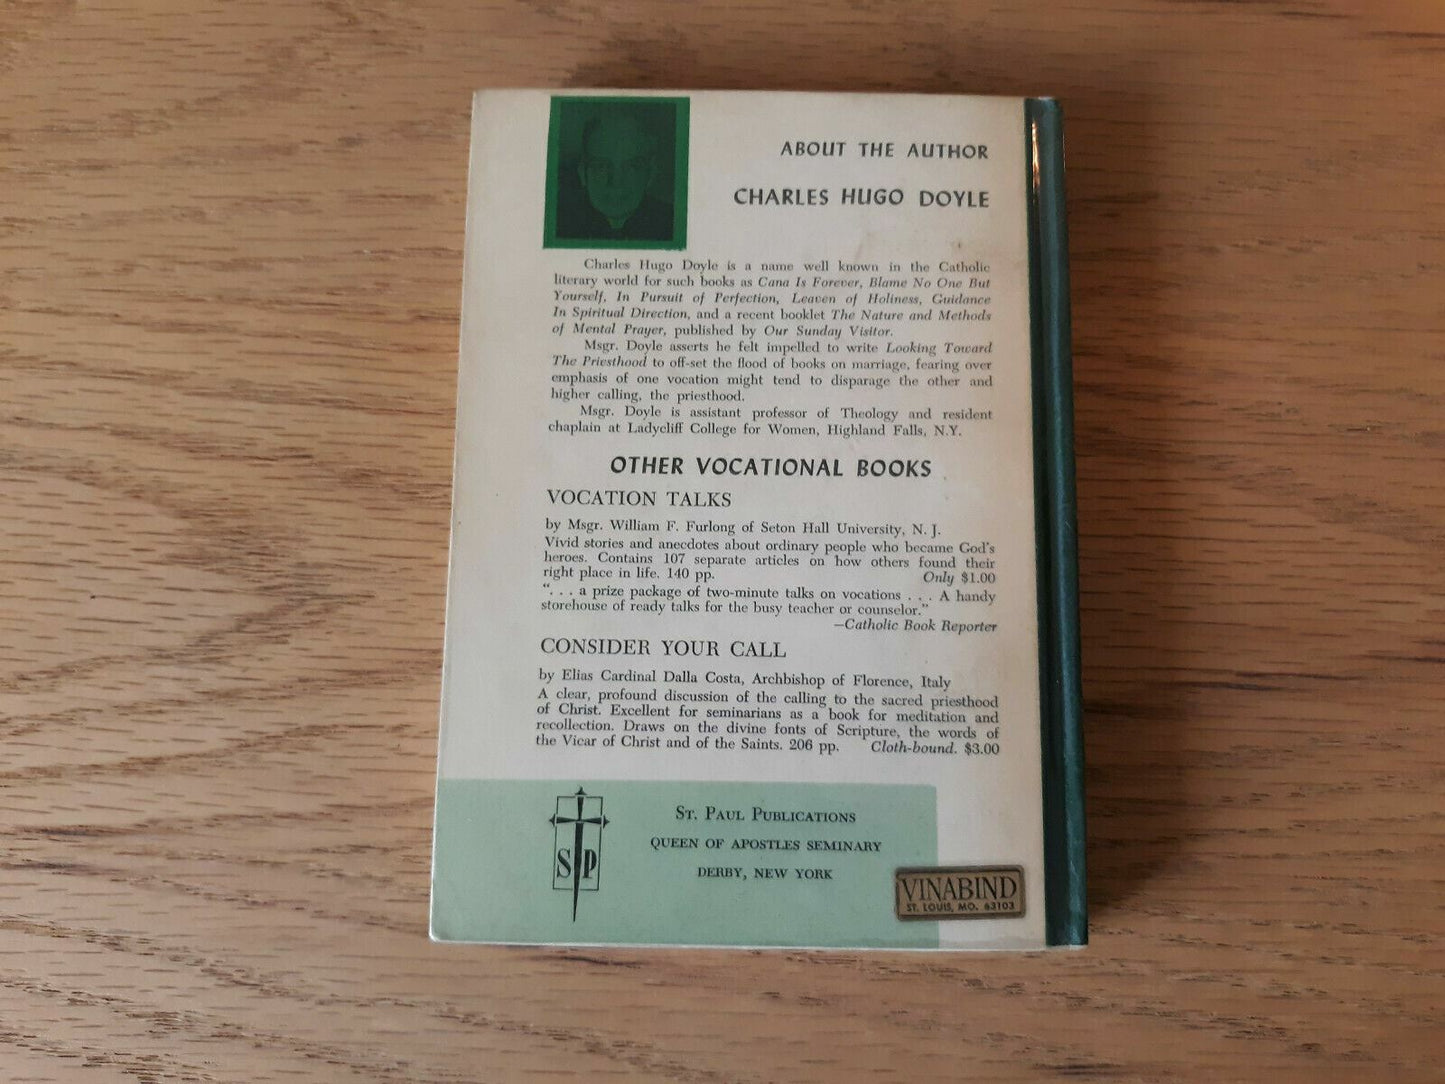 ABOUT THE AUTHOR
CHARLES HUGO DOYLE
Charles Hugo Doyle is a name well known in the Catholic
literary world for such books as Cana Is Forever, Blame No One But
Yourself, In Pursuit of Perfection, Leaven of Holiness, Guidance
In Spiritual Direction, and a recent booklet The Nature and Methods
of Mental Prayer, published by Our Sunday Visitor.
Msgr. Doyle asserts he felt impelled to write Looking Toward
The Priesthood to off-set the flood of books on marriage, fearing over
emphasis of one vocation might tend to disparage the other and
higher calling, the priesthood.
Msgr. Doyle is assistant professor of Theology and resident
chaplain at Ladycliff College for Women, Highland Falls, N.Y.
OTHER VOCATIONAL BOOKS
VOCATION TALKS
by Msgr. William F. Furlong of Seton Hall University, N. J.
Vivid stories and anecdotes about ordinary people who became God's
heroes. Contains 107 separate articles on how others found their
right place in life. 140 pp. Only $1.00
". . . a prize package of two-minute talks on vocations . . . A handy
storehouse of ready talks for the busy teacher or counselor."
—Catholic Book Reporter
CONSIDER YOUR CALL
by Elias Cardinal Dalla Costa, Archbishop of Florence, Italy
A clear, profound discussion of the calling to the sacred priesthood
of Christ. Excellent for seminarians as a book for meditation and
recollection. Draws on the divine fonts of Scripture, the words of
the Vicar of Christ and of the Saints. 206 pp. Cloth-bound. $3.00
SP
ST. PAUL PUBLICATIONS
QUEEN OF APOSTLES SEMINARY
DERBY, NEW YORK
VINABIND
ST. LOUIS, MO. 63103